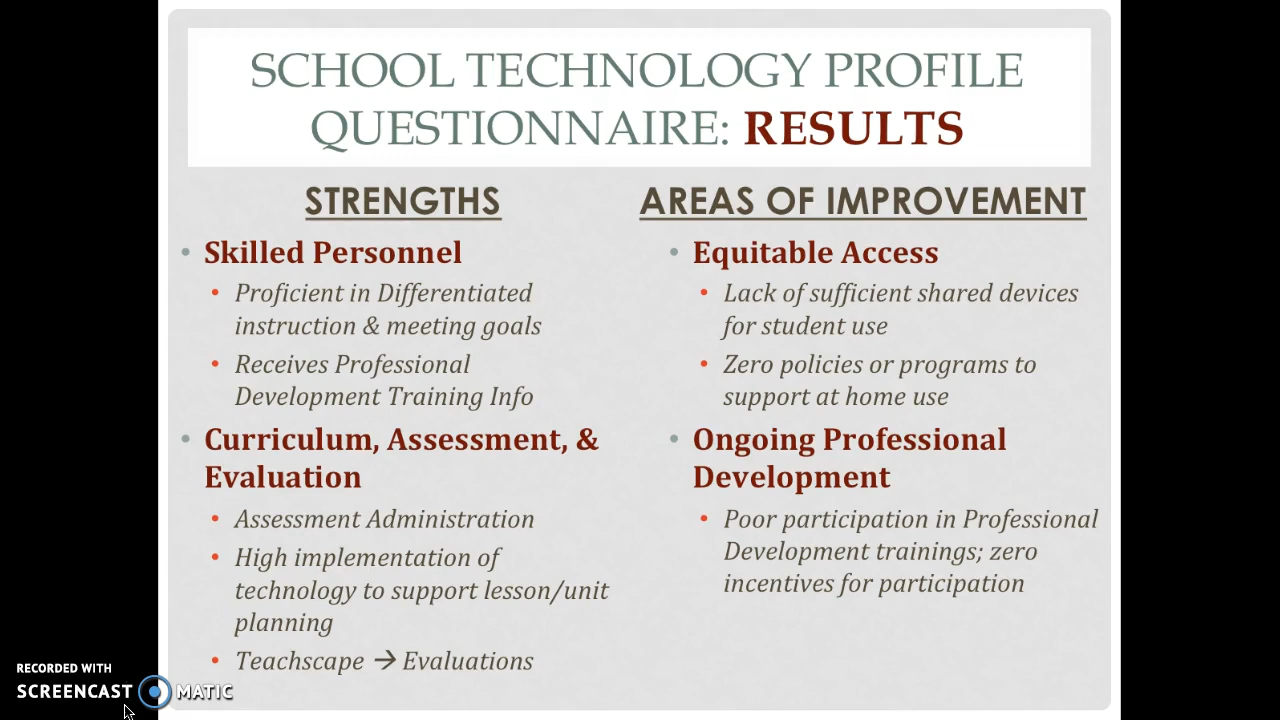 SCHOOL TECHNOLOGY PROFILE
QUESTIONNAIRE: RESULTS
STRENGTHS
• Skilled Personnel
• Proficient in Differentiated
instruction & meeting goals
• Receives Professional
Development Training Info
• Curriculum, Assessment, &
Evaluation
• Assessment Administration
• High implementation of
technology to support lesson/unit
planning
• Teachscape → Evaluations
AREAS OF IMPROVEMENT
• Equitable Access
• Lack of sufficient shared devices
for student use
• Zero policies or programs to
support at home use
• Ongoing Professional
Development
• Poor participation in Professional
Development trainings; zero
incentives for participation
RECORDED WITH
SCREENCAST MATIC